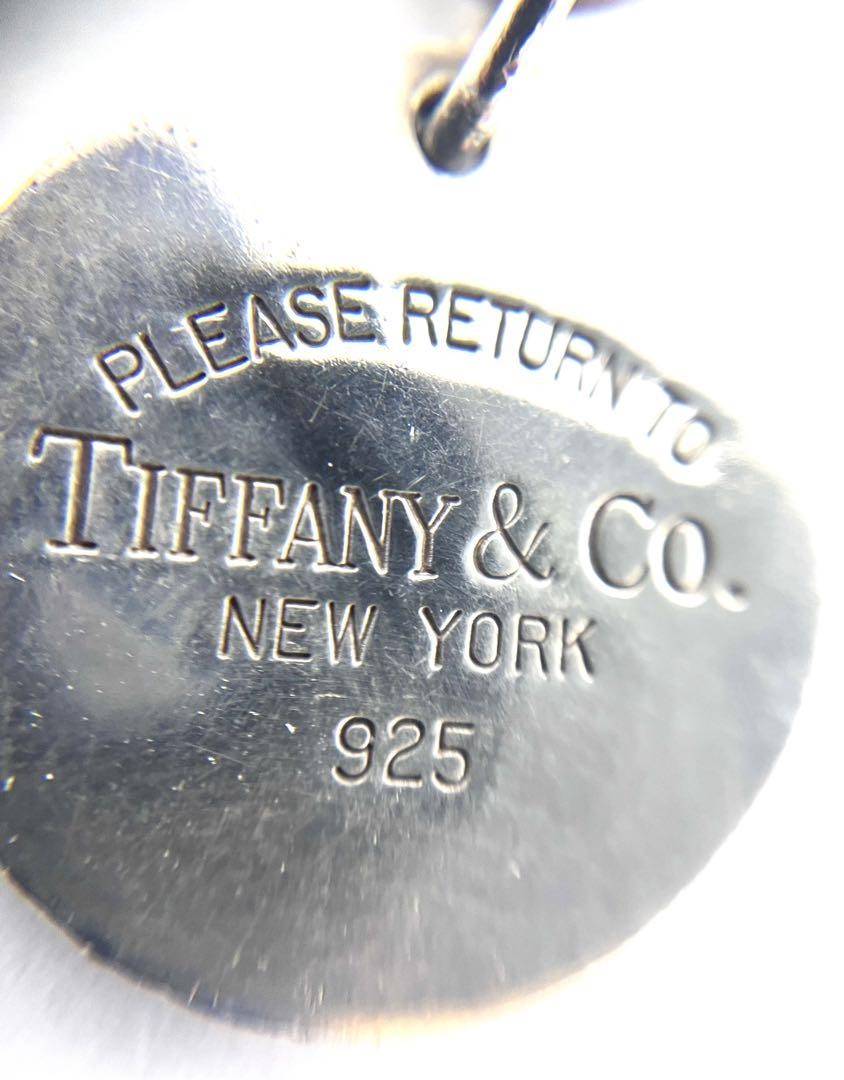 PLEASE RETURN TO
TIFFANY & CO.
NEW YORK
925